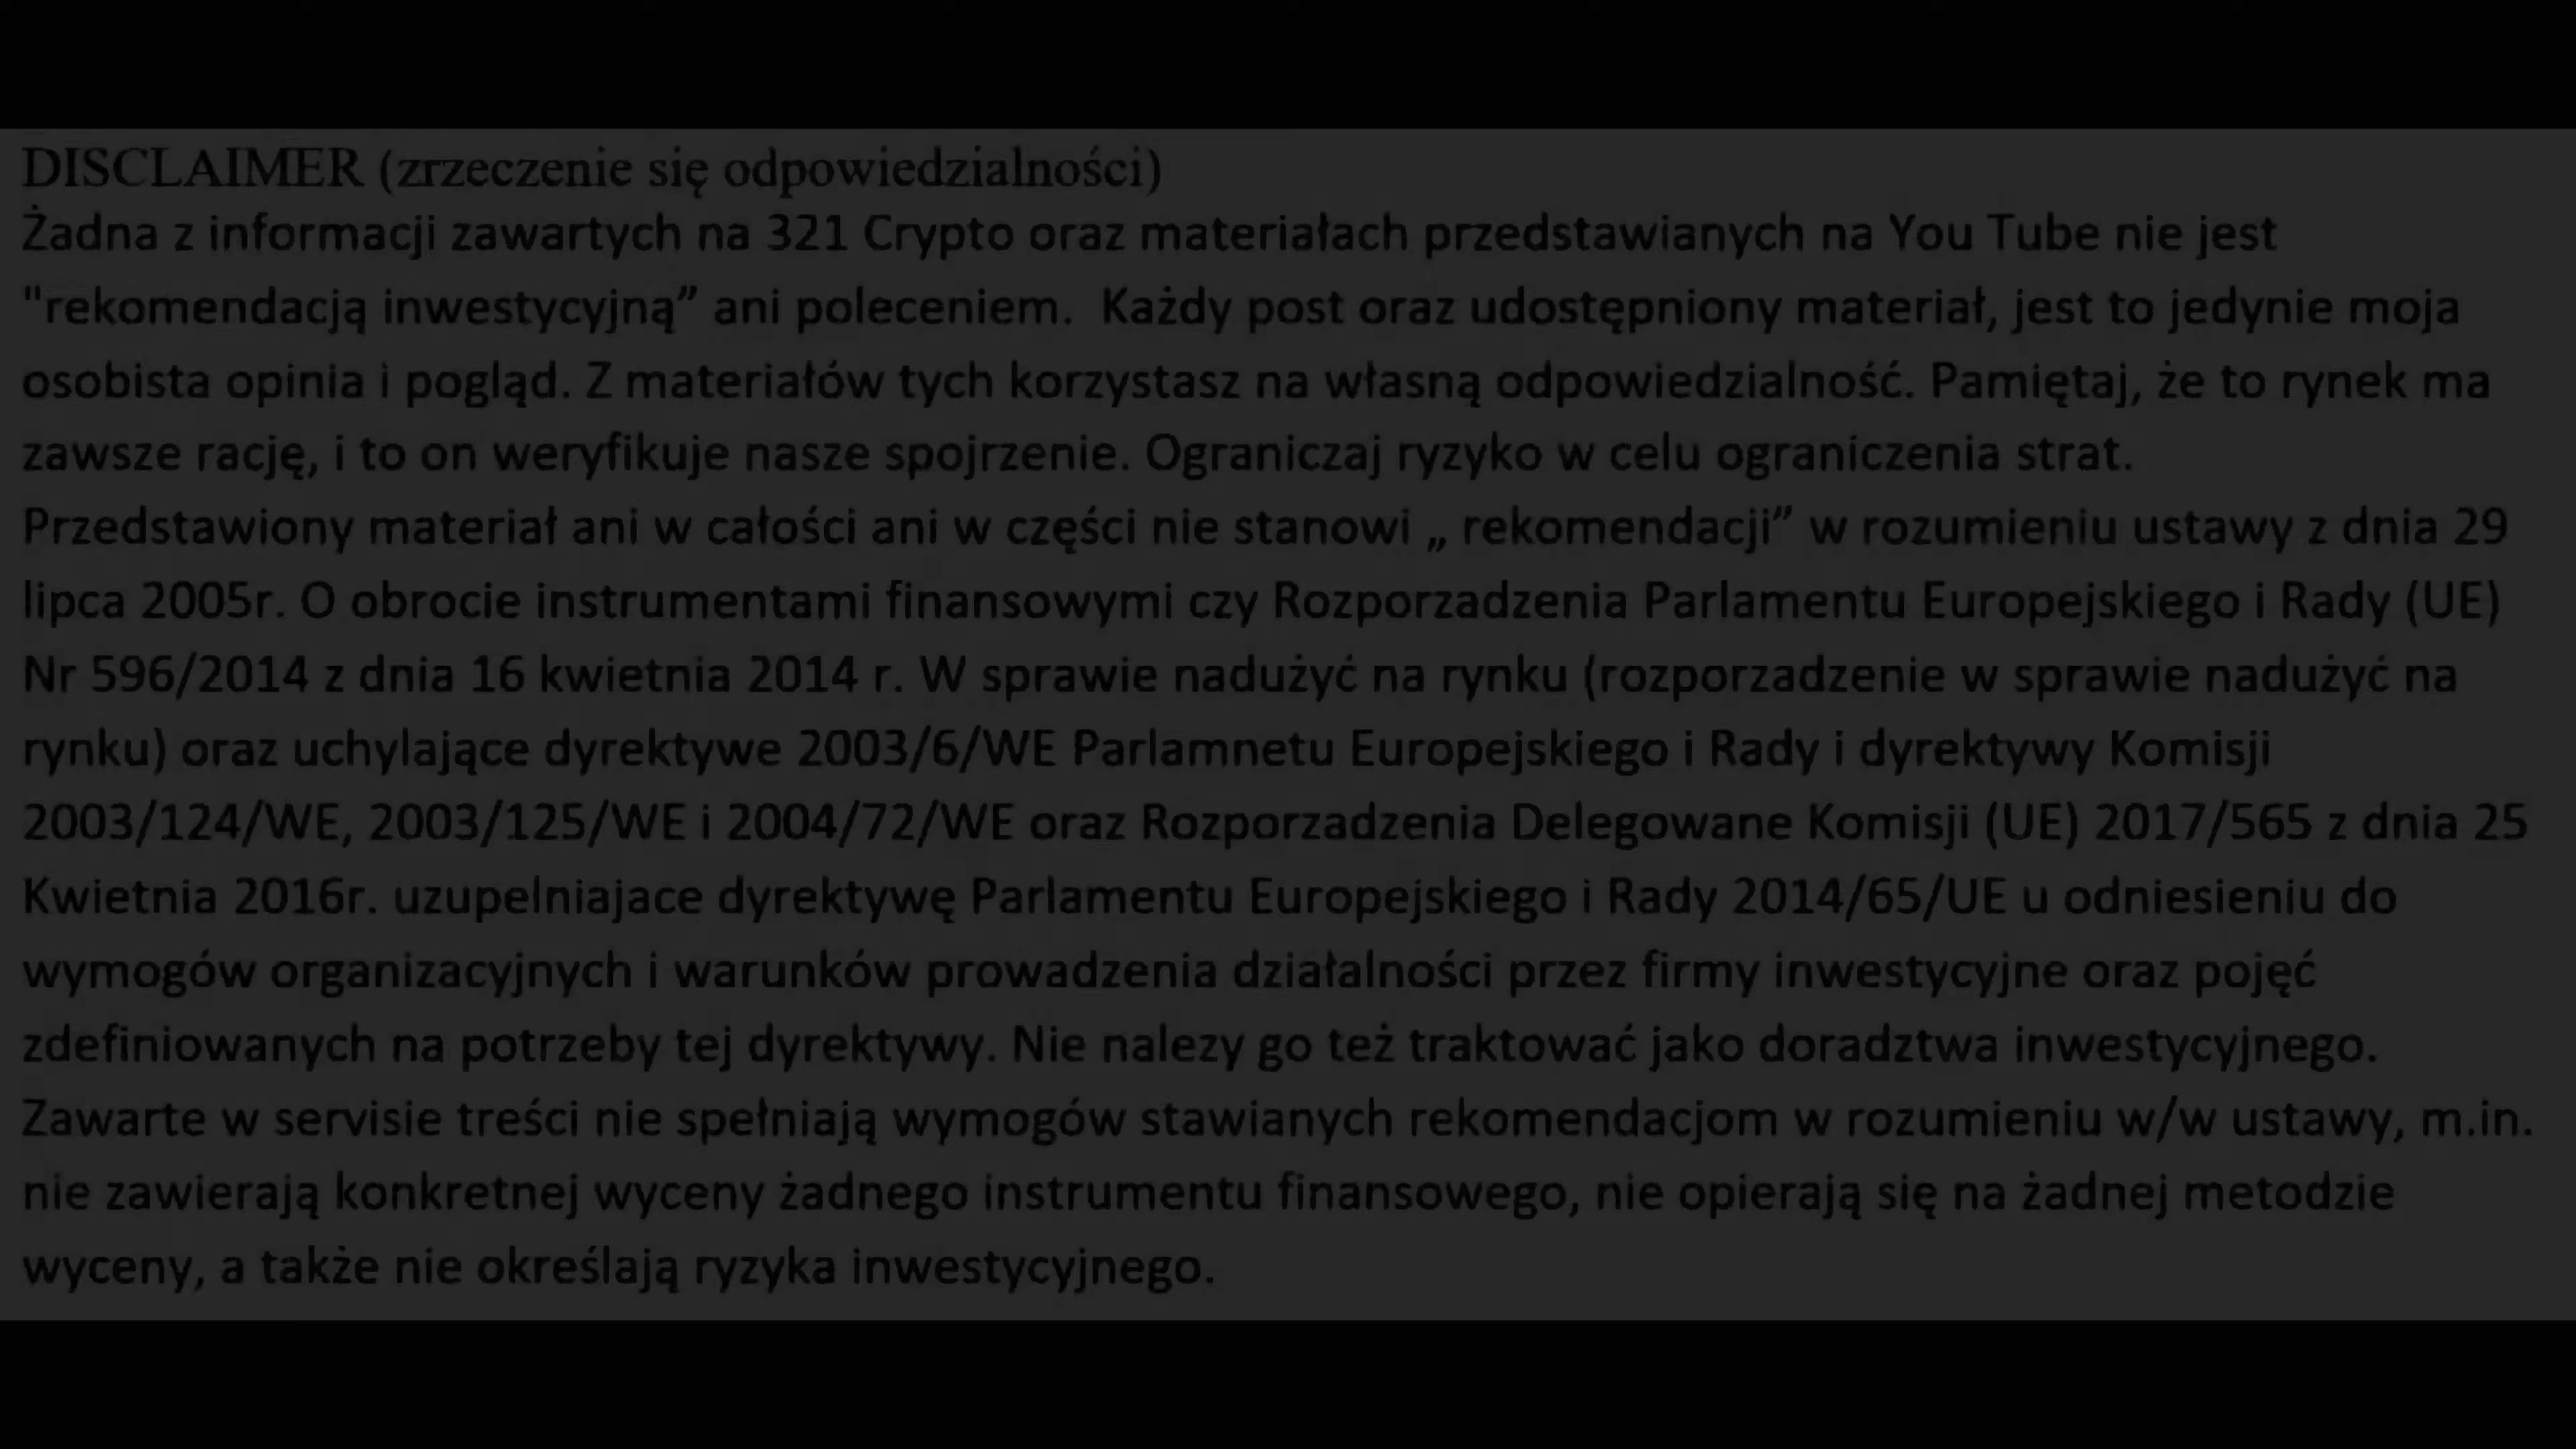 DISCLAIMER (zrzeczenie się odpowiedzialności)
Żadna z informacji zawartych na 321 Crypto oraz materiałach przedstawianych na You Tube nie jest
"rekomendacją inwestycyjną” ani poleceniem.  Każdy post oraz udostępniony materiał, jest to jedynie moja
osobista opinia i pogląd. Z materiałów tych korzystasz na własną odpowiedzialność. Pamiętaj, że to rynek ma
zawsze rację, i to on weryfikuje nasze spojrzenie. Ograniczaj ryzyko w celu ograniczenia strat.
Przedstawiony materiał ani w całości ani w części nie stanowi „ rekomendacji” w rozumieniu ustawy z dnia 29
lipca 2005r. O obrocie instrumentami finansowymi czy Rozporzadzenia Parlamentu Europejskiego i Rady (UE)
Nr 596/2014 z dnia 16 kwietnia 2014 r. W sprawie nadużyć na rynku (rozporzadzenie w sprawie nadużyć na
rynku) oraz uchylające dyrektywe 2003/6/WE Parlamnetu Europejskiego i Rady i dyrektywy Komisji
2003/124/WE, 2003/125/WE i 2004/72/WE oraz Rozporzadzenia Delegowane Komisji (UE) 2017/565 z dnia 25
Kwietnia 2016r. uzupelniajace dyrektywę Parlamentu Europejskiego i Rady 2014/65/UE u odniesieniu do
wymogów organizacyjnych i warunków prowadzenia działalności przez firmy inwestycyjne oraz pojęć
zdefiniowanych na potrzeby tej dyrektywy. Nie nalezy go też traktować jako doradztwa inwestycyjnego.
Zawarte w servisie treści nie spełniają wymogów stawianych rekomendacjom w rozumieniu w/w ustawy, m.in.
nie zawierają konkretnej wyceny żadnego instrumentu finansowego, nie opierają się na żadnej metodzie
wyceny, a także nie określają ryzyka inwestycyjnego.